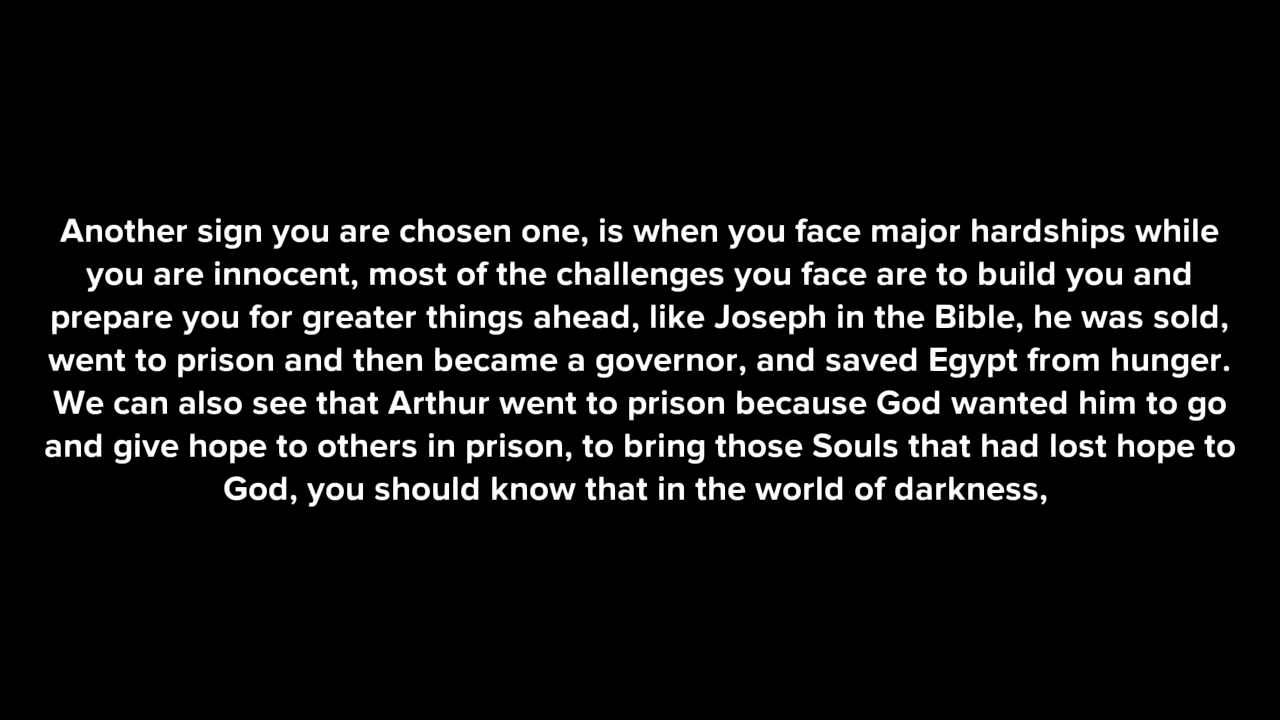 Another sign you are chosen one, is when you face major hardships while
you are innocent, most of the challenges you face are to build you and
prepare you for greater things ahead, like Joseph in the Bible, he was sold,
went to prison and then became a governor, and saved Egypt from hunger.
We can also see that Arthur went to prison because God wanted him to go
and give hope to others in prison, to bring those Souls that had lost hope to
God, you should know that in the world of darkness,